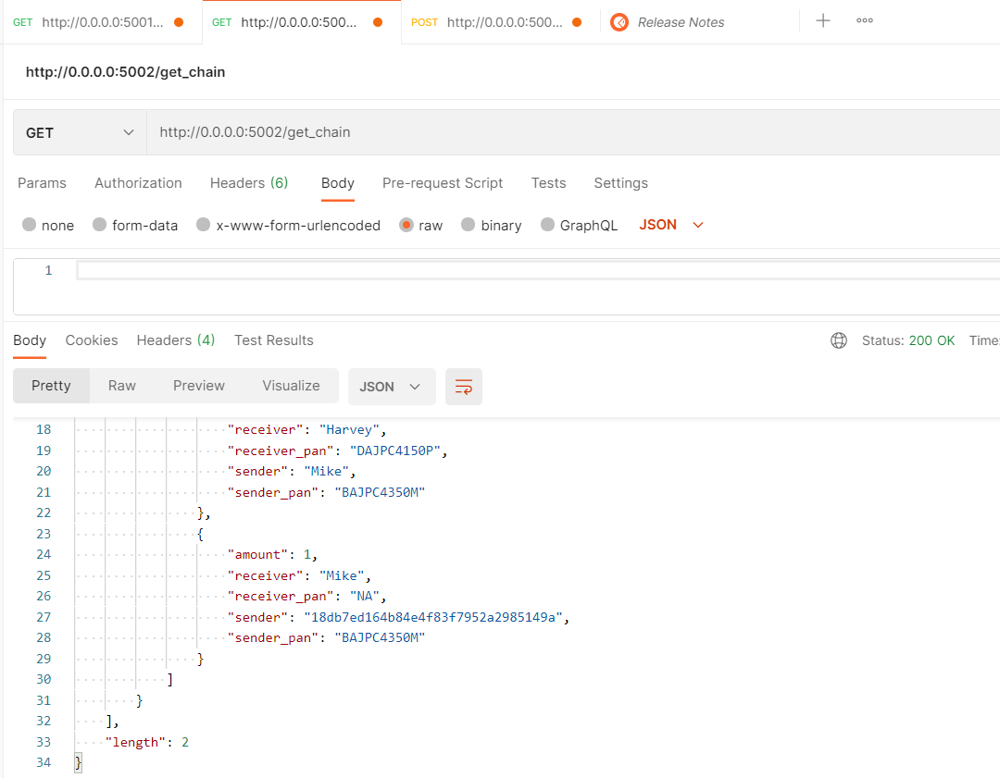 GET http://0.0.0.0:5001... GET http://0.0.0.0:500... POST http://0.0.0.0:500... Release Notes
http://0.0.0.0:5002/get_chain
GET http://0.0.0.0:5002/get_chain
Params Authorization Headers (6) Body Pre-request Script Tests Settings
none form-data x-www-form-urlencoded raw binary GraphQL JSON
1
Body Cookies Headers (4) Test Results Status: 200 OK Time:
Pretty Raw Preview Visualize JSON
18 "receiver": "Harvey",
19 "receiver_pan": "DAJPC4150P",
20 "sender": "Mike",
21 "sender_pan": "BAJPC4350M"
22 },
23 {
24 "amount": 1,
25 "receiver": "Mike",
26 "receiver_pan": "NA",
27 "sender": "18db7ed164b84e4f83f7952a2985149a",
28 "sender_pan": "BAJPC4350M"
29 }
30 ]
31 }
32 ],
33 "length": 2
34 }